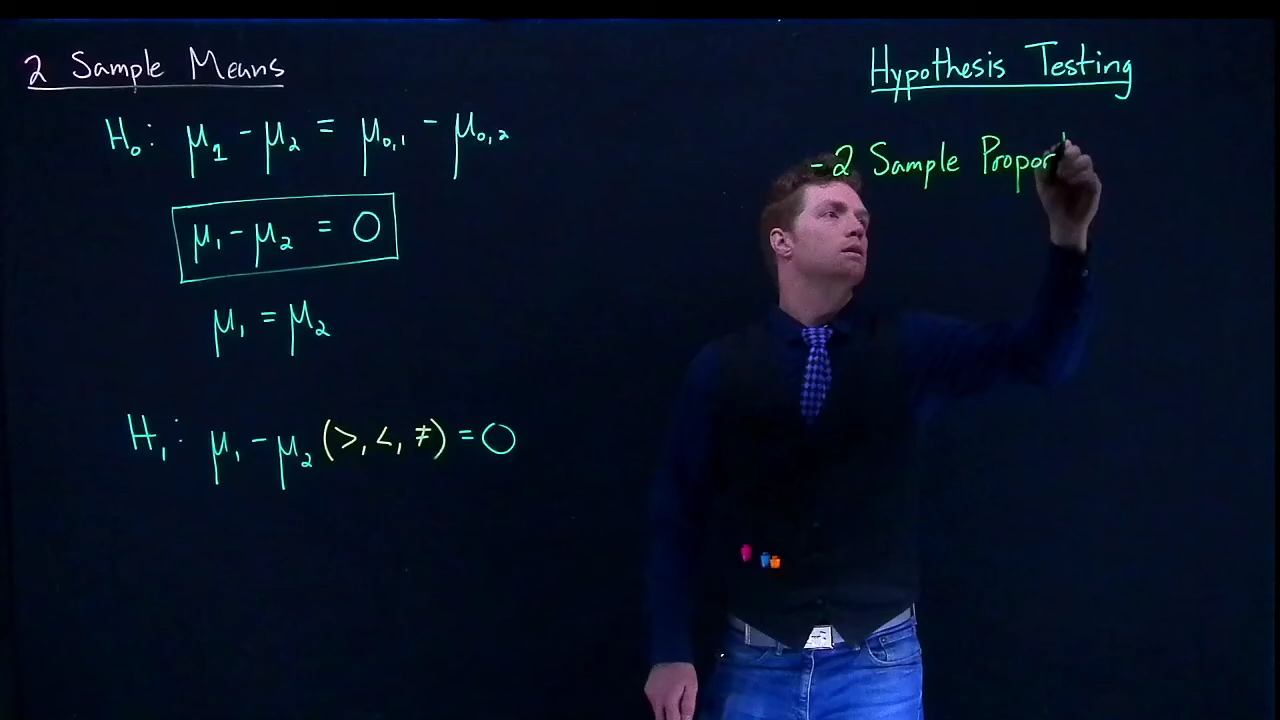 2 Sample Means
H₀: μ₁ - μ₂ = μ₀,₁ - μ₀,₂
μ₁ - μ₂ = 0
μ₁ = μ₂
H₁: μ₁ - μ₂ (>, <, ≠) = 0
Hypothesis Testing
- 2 Sample Propor